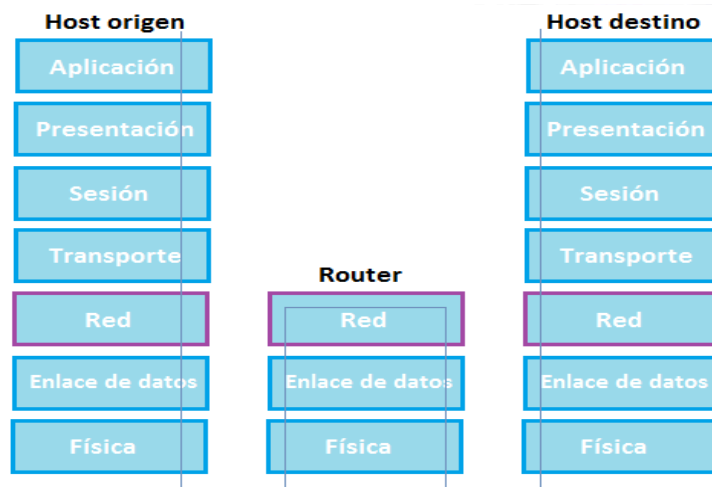 Host origen
Aplicación
Presentación
Sesión
Transporte
Red
Enlace de datos
Física
Router
Red
Enlace de datos
Física
Host destino
Aplicación
Presentación
Sesión
Transporte
Red
Enlace de datos
Física